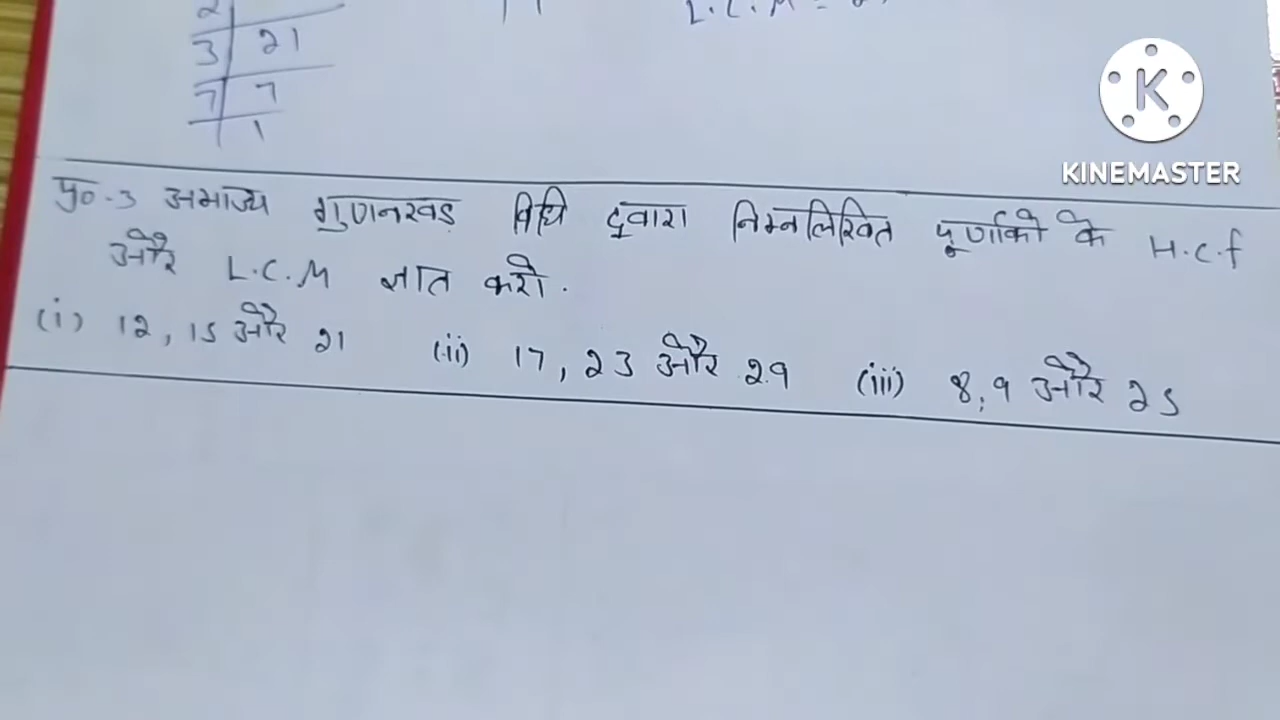 3 21
7 7
1
L.C.M =
K
KINEMASTER
प्र०-3 अभाज्य गुणनखंड विधि द्वारा निम्नलिखित पूर्णांको के H.C.f
और L.C.M ज्ञात करो.
(i) 12, 15 और 21 (ii) 17, 23 और 29 (iii) 8, 9 और 25